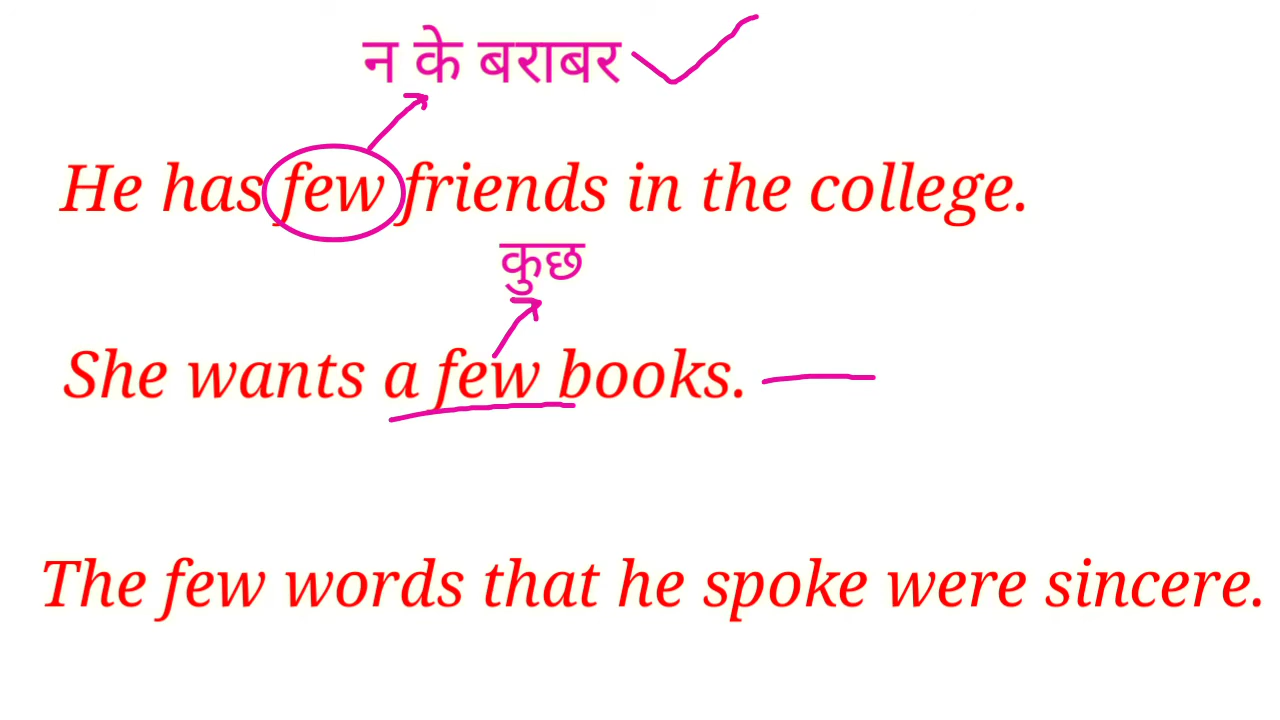 न के बराबर
He has few friends in the college.
कुछ
She wants a few books.
The few words that he spoke were sincere.